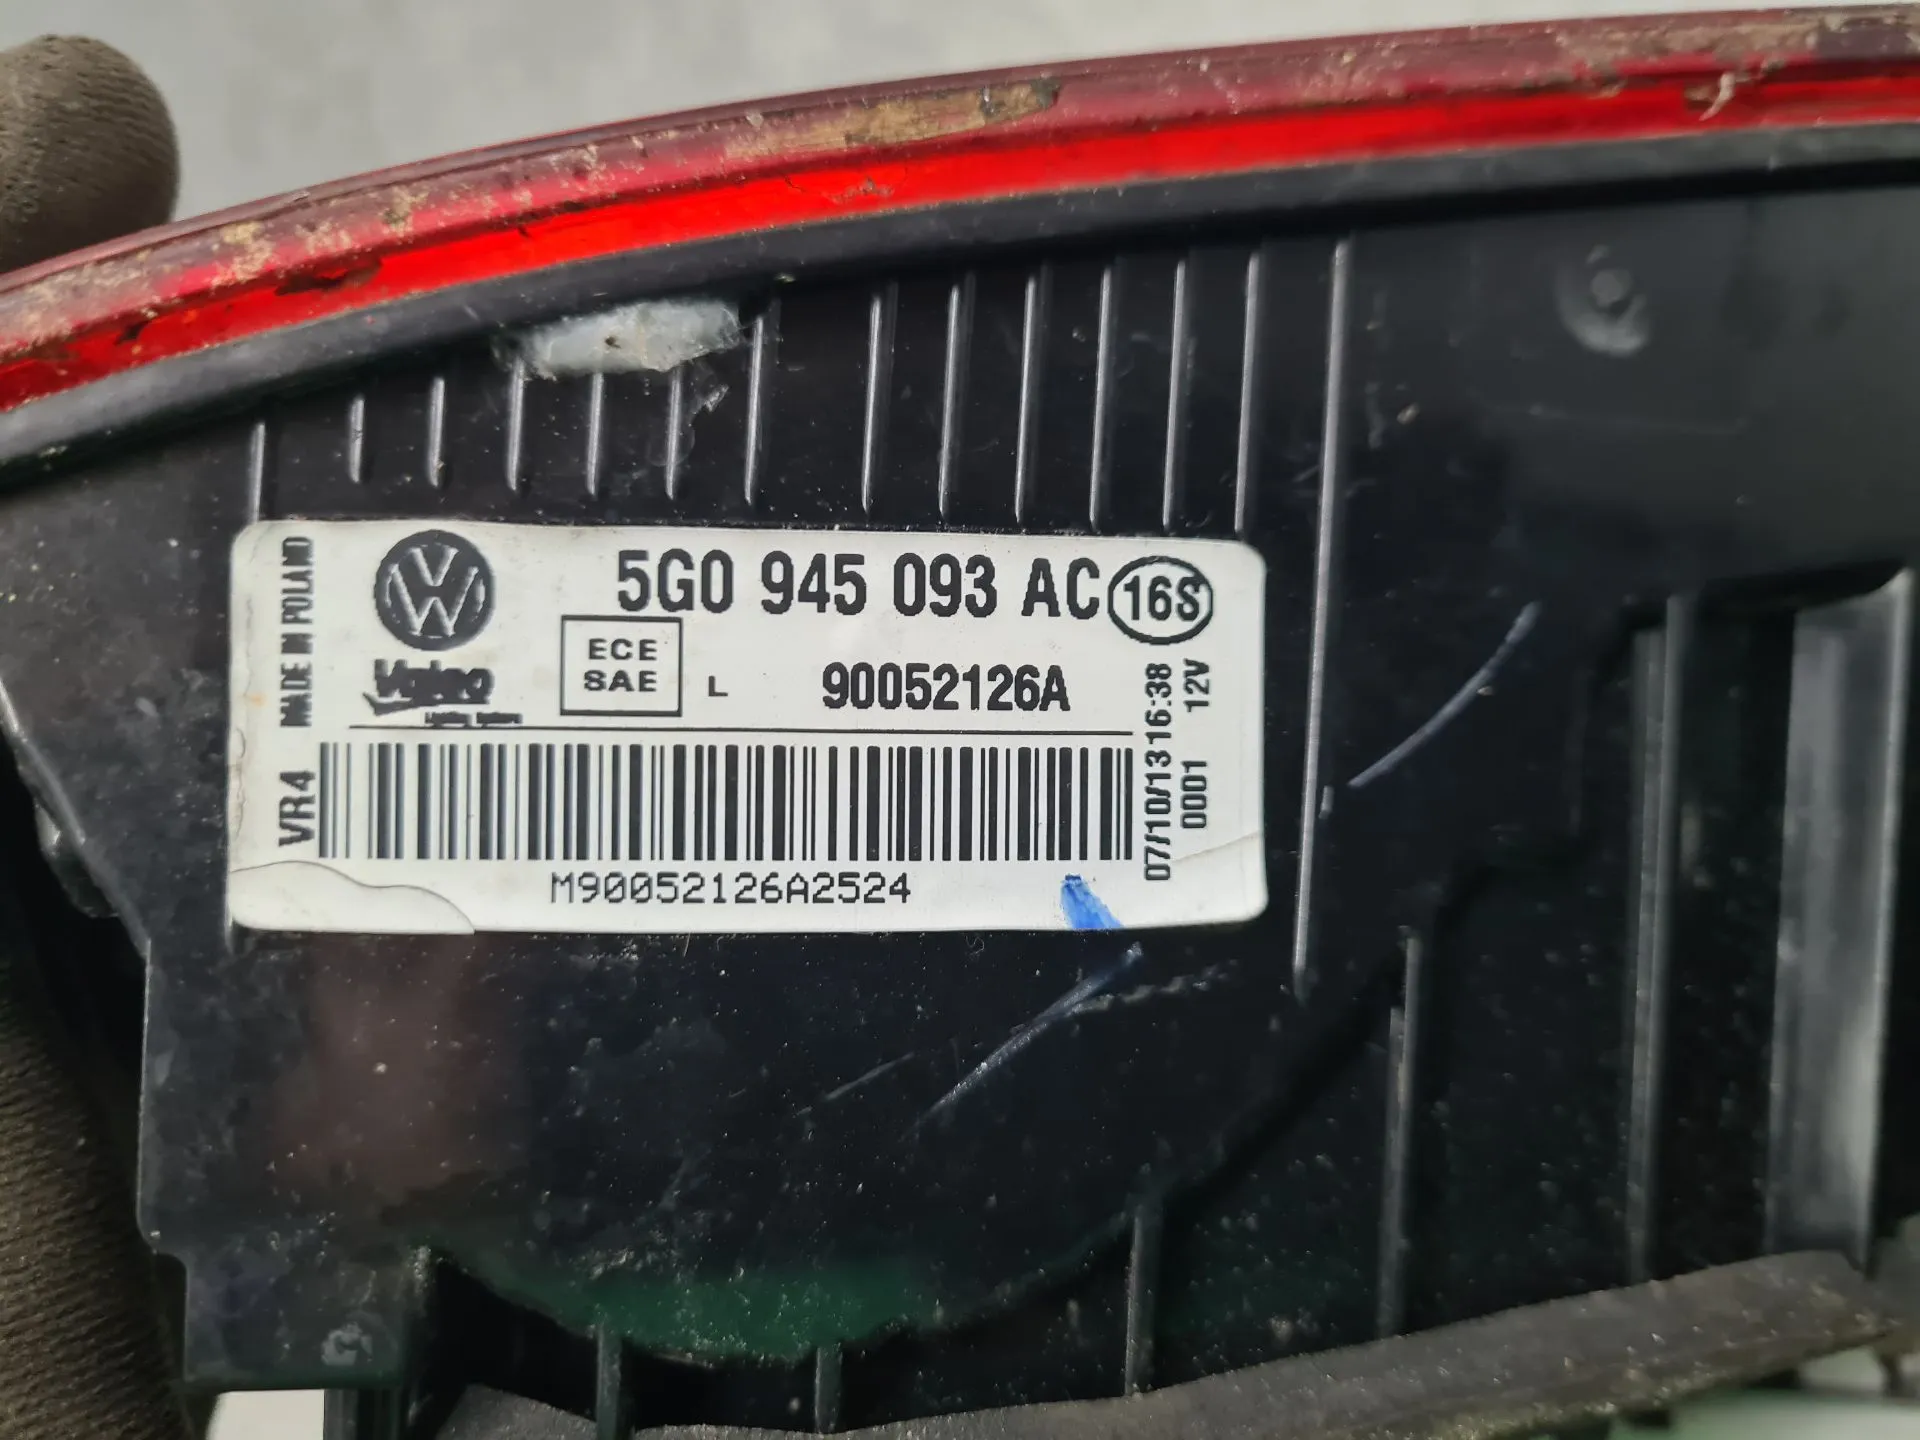 MADE IN POLAND
5G0 945 093 AC 16S
Valeo
ECE
SAE
L 90052126A
VR4
M90052126A2524
07/10/13 16:38
0001 12V